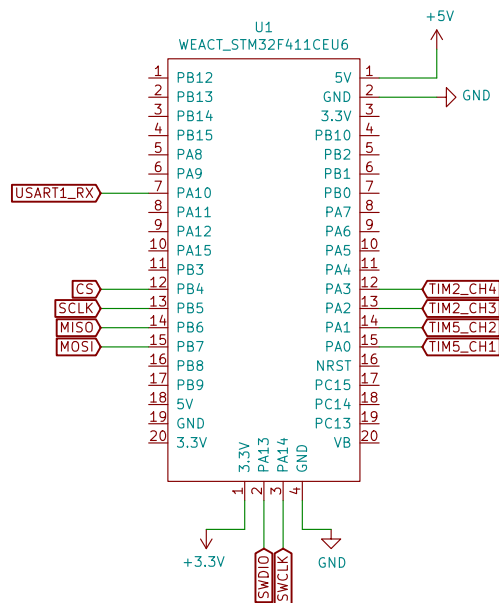 +5V
U1
WEACT_STM32F411CEU6
1 PB12 5V 1
2 PB13 GND 2 GND
3 PB14 3.3V 3
4 PB15 PB10 4
5 PA8 PB2 5
6 PA9 PB1 6
USART1_RX 7 PA10 PB0 7
8 PA11 PA7 8
9 PA12 PA6 9
10 PA15 PA5 10
11 PB3 PA4 11
CS 12 PB4 PA3 12 TIM2_CH4
SCLK 13 PB5 PA2 13 TIM2_CH3
MISO 14 PB6 PA1 14 TIM5_CH2
MOSI 15 PB7 PA0 15 TIM5_CH1
16 PB8 NRST 16
17 PB9 PC15 17
18 5V PC14 18
19 GND PC13 19
20 3.3V VB 20
3.3V PA13 PA14 GND
1 2 3 4
+3.3V GND
SWDIO SWCLK